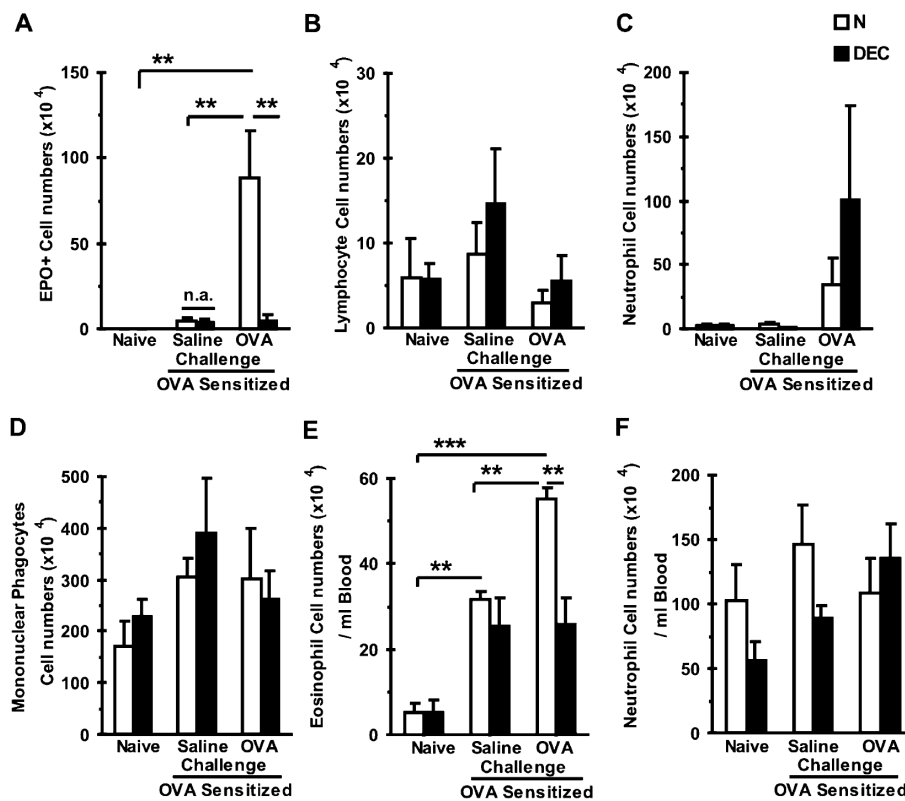 A
EPO+ Cell numbers (x10 4)
150
100
50
0
**
**
**
n.a.
Naive
Saline
OVA
Challenge
OVA Sensitized
B
Lymphocyte Cell numbers (x10 4)
30
20
10
0
Naive
Saline
OVA
Challenge
OVA Sensitized
C
N
DEC
Neutrophil Cell numbers (x10 4)
200
150
100
50
0
Naive
Saline
OVA
Challenge
OVA Sensitized
D
Mononuclear Phagocytes
Cell numbers (x10 4)
500
400
300
200
100
0
Naive
Saline
OVA
Challenge
OVA Sensitized
E
Eosinophil Cell numbers (x10 4)
/ ml Blood
60
40
20
0
***
**
**
**
Naive
Saline
OVA
Challenge
OVA Sensitized
F
Neutrophil Cell numbers (x10 4)
/ ml Blood
200
150
100
50
0
Naive
Saline
OVA
Challenge
OVA Sensitized